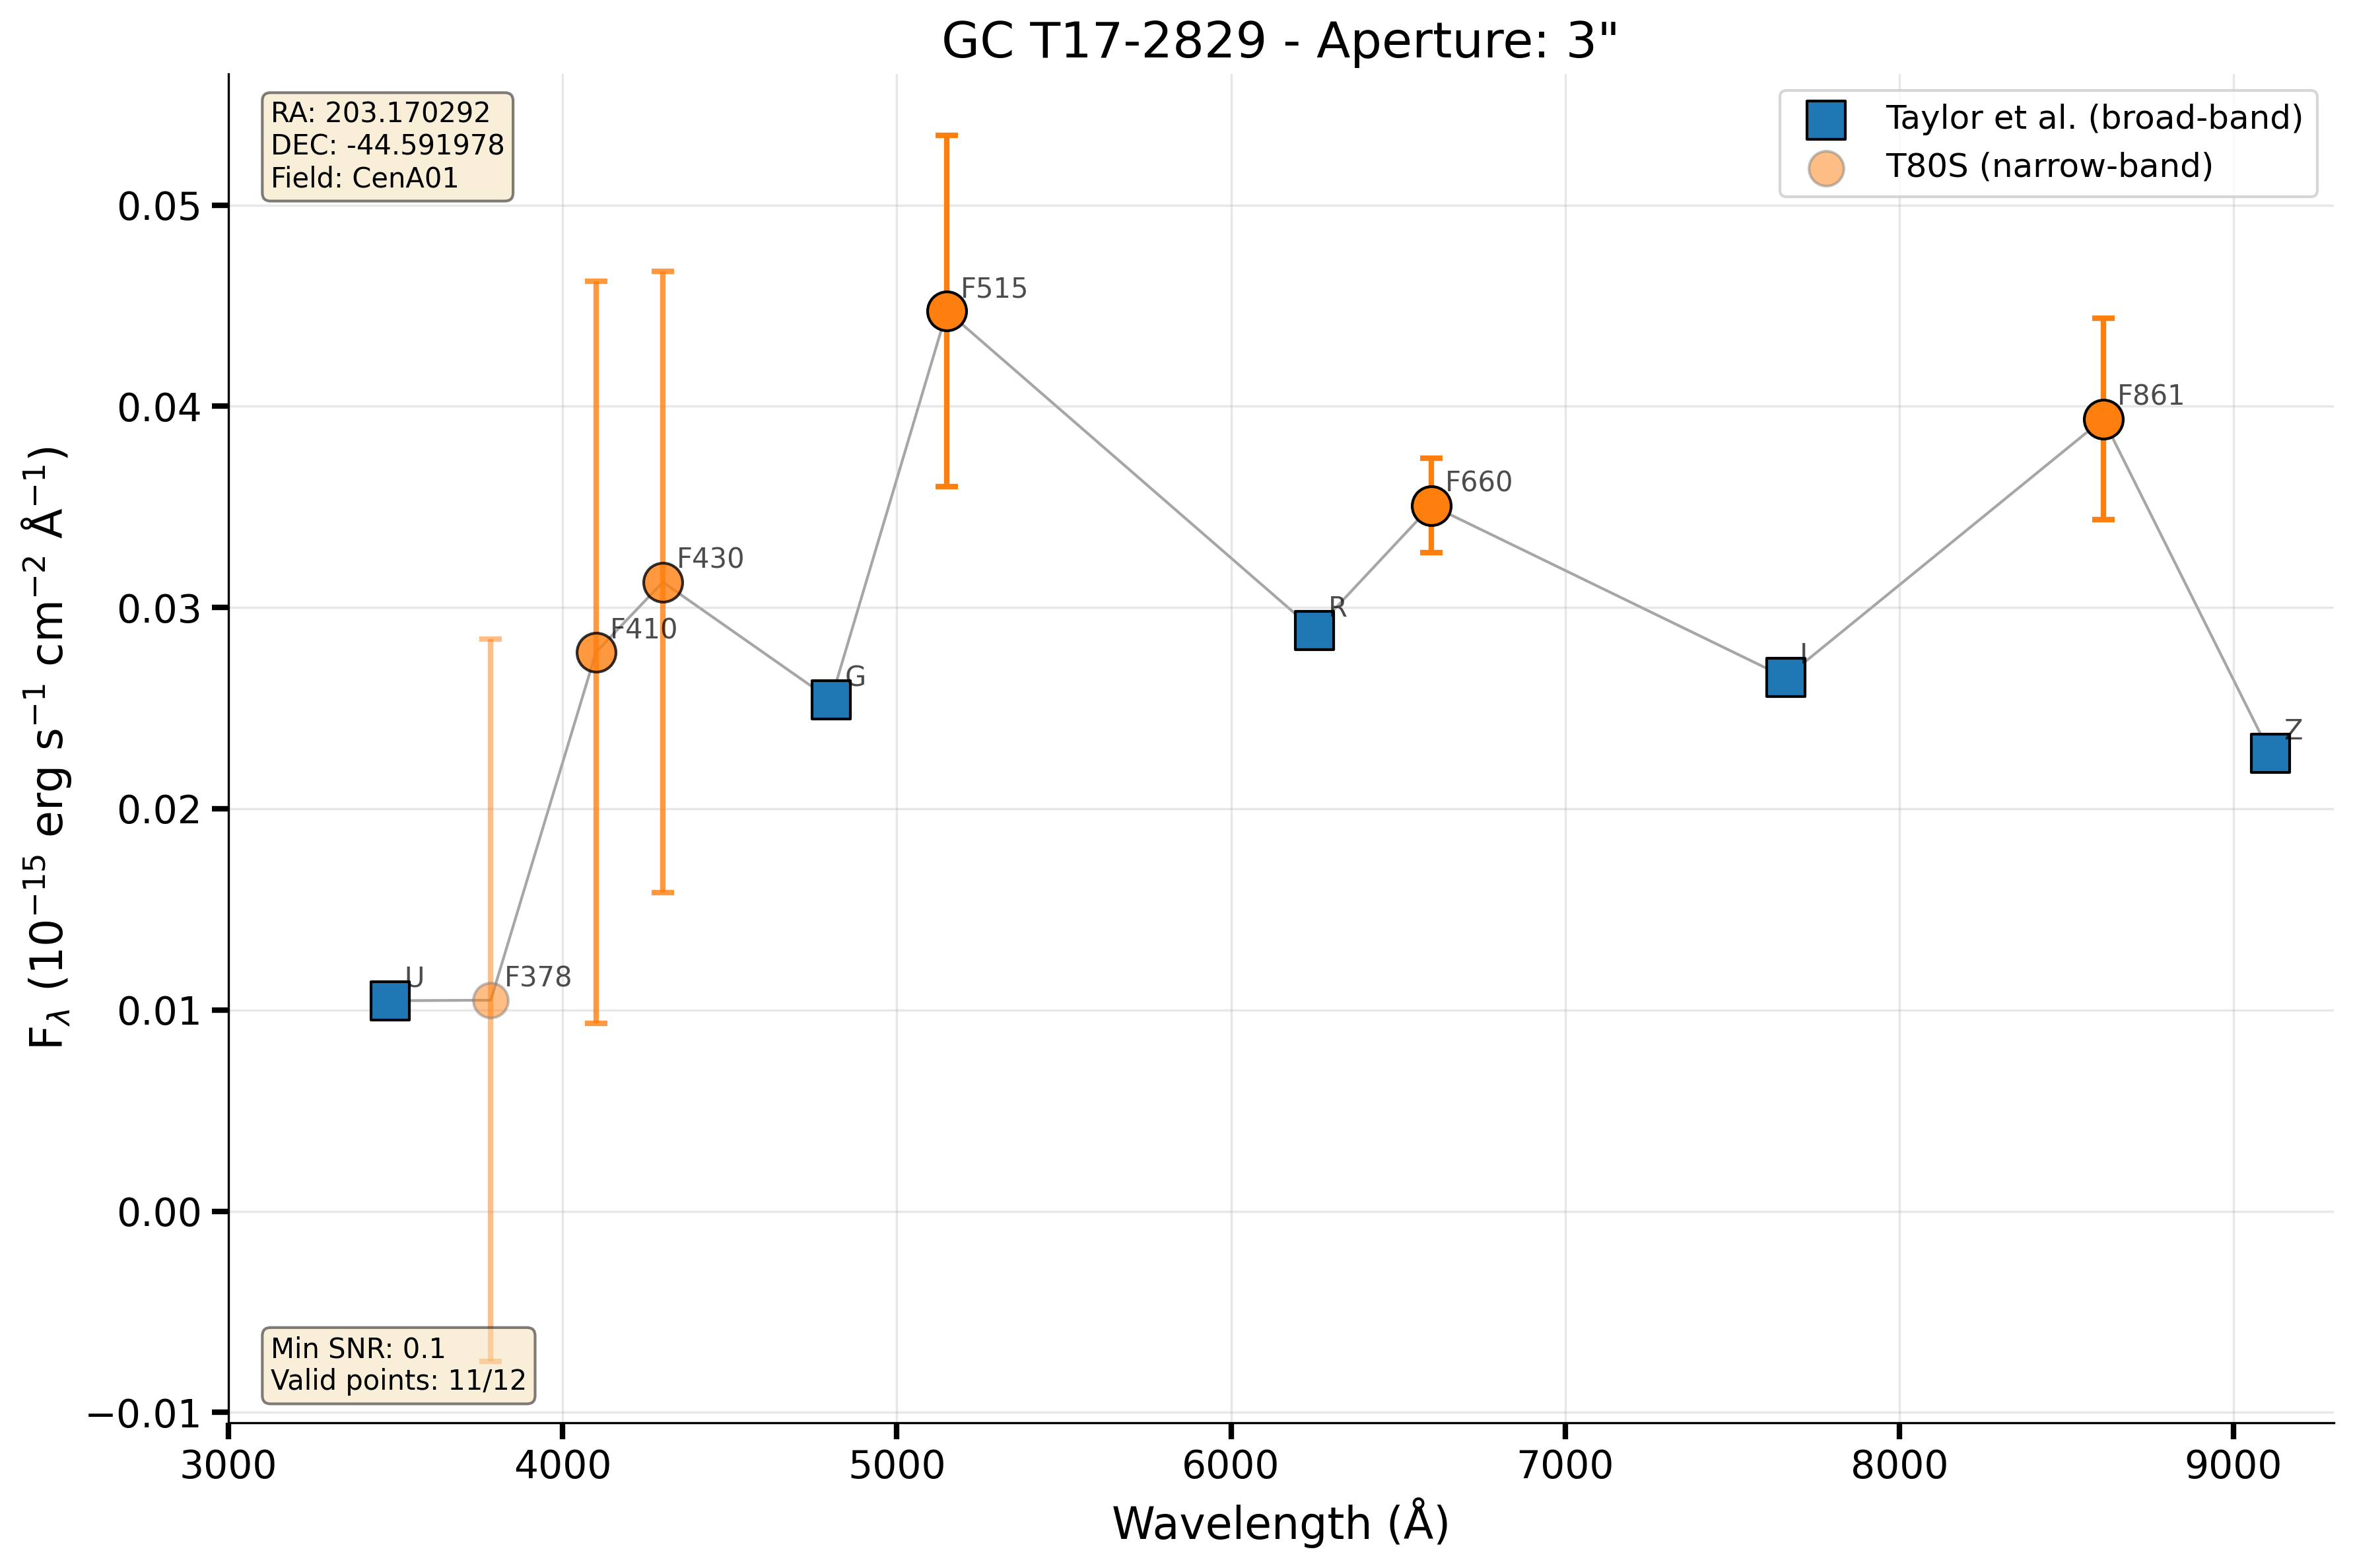 GC T17-2829 - Aperture: 3"
RA: 203.170292
DEC: -44.591978
Field: CenA01
Taylor et al. (broad-band)
T80S (narrow-band)
F515
F861
F660
F430
R
F410
I
G
Z
U
F378
Min SNR: 0.1
Valid points: 11/12
0.05
0.04
0.03
0.02
0.01
0.00
−0.01
3000 4000 5000 6000 7000 8000 9000
Wavelength (Å)
F_λ (10⁻¹⁵ erg s⁻¹ cm⁻² Å⁻¹)